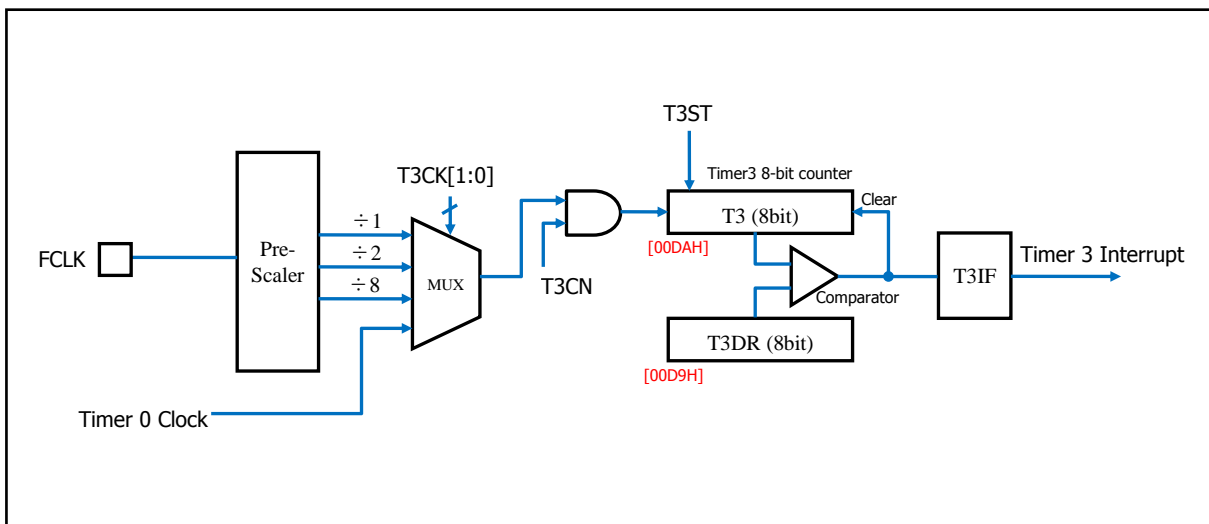 T3ST
T3CK[1:0]
Timer3 8-bit counter
Clear
÷1
T3 (8bit)
FCLK
Pre-
Scaler
÷2
[00DAH]
Timer 3 Interrupt
÷8
MUX
T3CN
Comparator
T3IF
T3DR (8bit)
[00D9H]
Timer 0 Clock